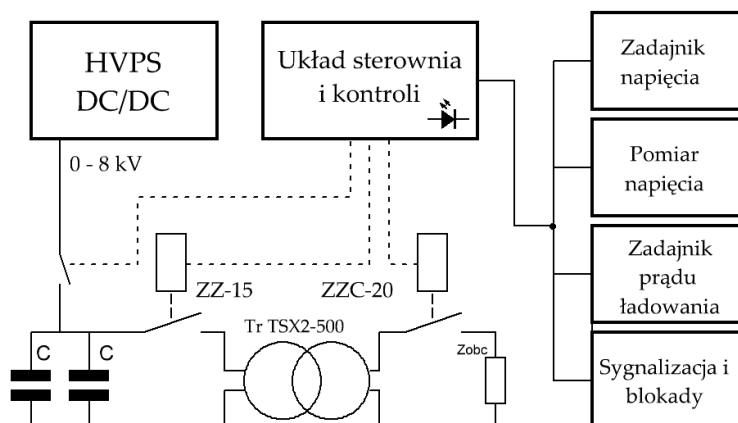 HVPS
DC/DC
Układ sterownia
i kontroli
Zadajnik
napięcia
0 - 8 kV
Pomiar
napięcia
Zadajnik
prądu
ładowania
ZZ-15
ZZC-20
Tr TSX2-500
C
C
Zobc
Sygnalizacja i
blokady